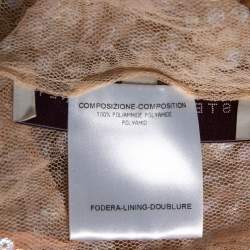 COMPOSIZIONE-COMPOSITION
100% POLIAMMIDE POLYAMIDE
POLYAMID
FODERA-LINING-DOUBLURE